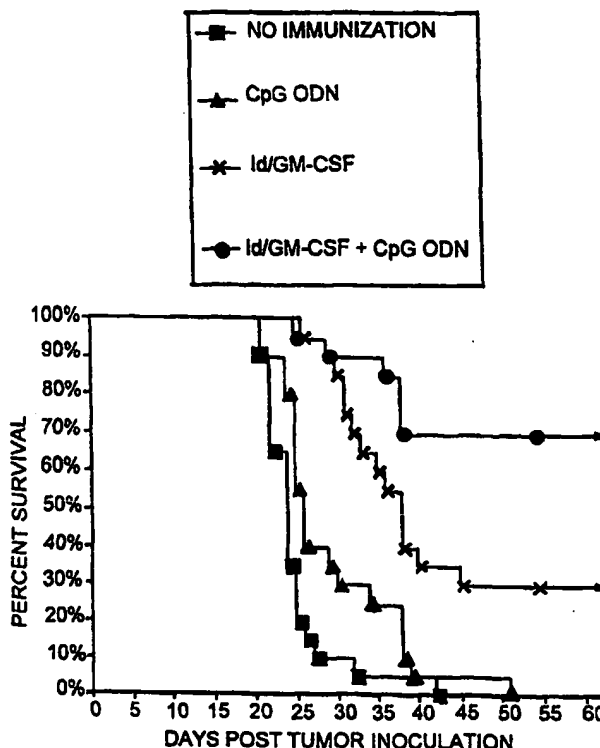 NO IMMUNIZATION
CpG ODN
Id/GM-CSF
Id/GM-CSF + CpG ODN
100%
90%
80%
70%
60%
50%
40%
30%
20%
10%
0%
PERCENT SURVIVAL
0 5 10 15 20 25 30 35 40 45 50 55 60
DAYS POST TUMOR INOCULATION